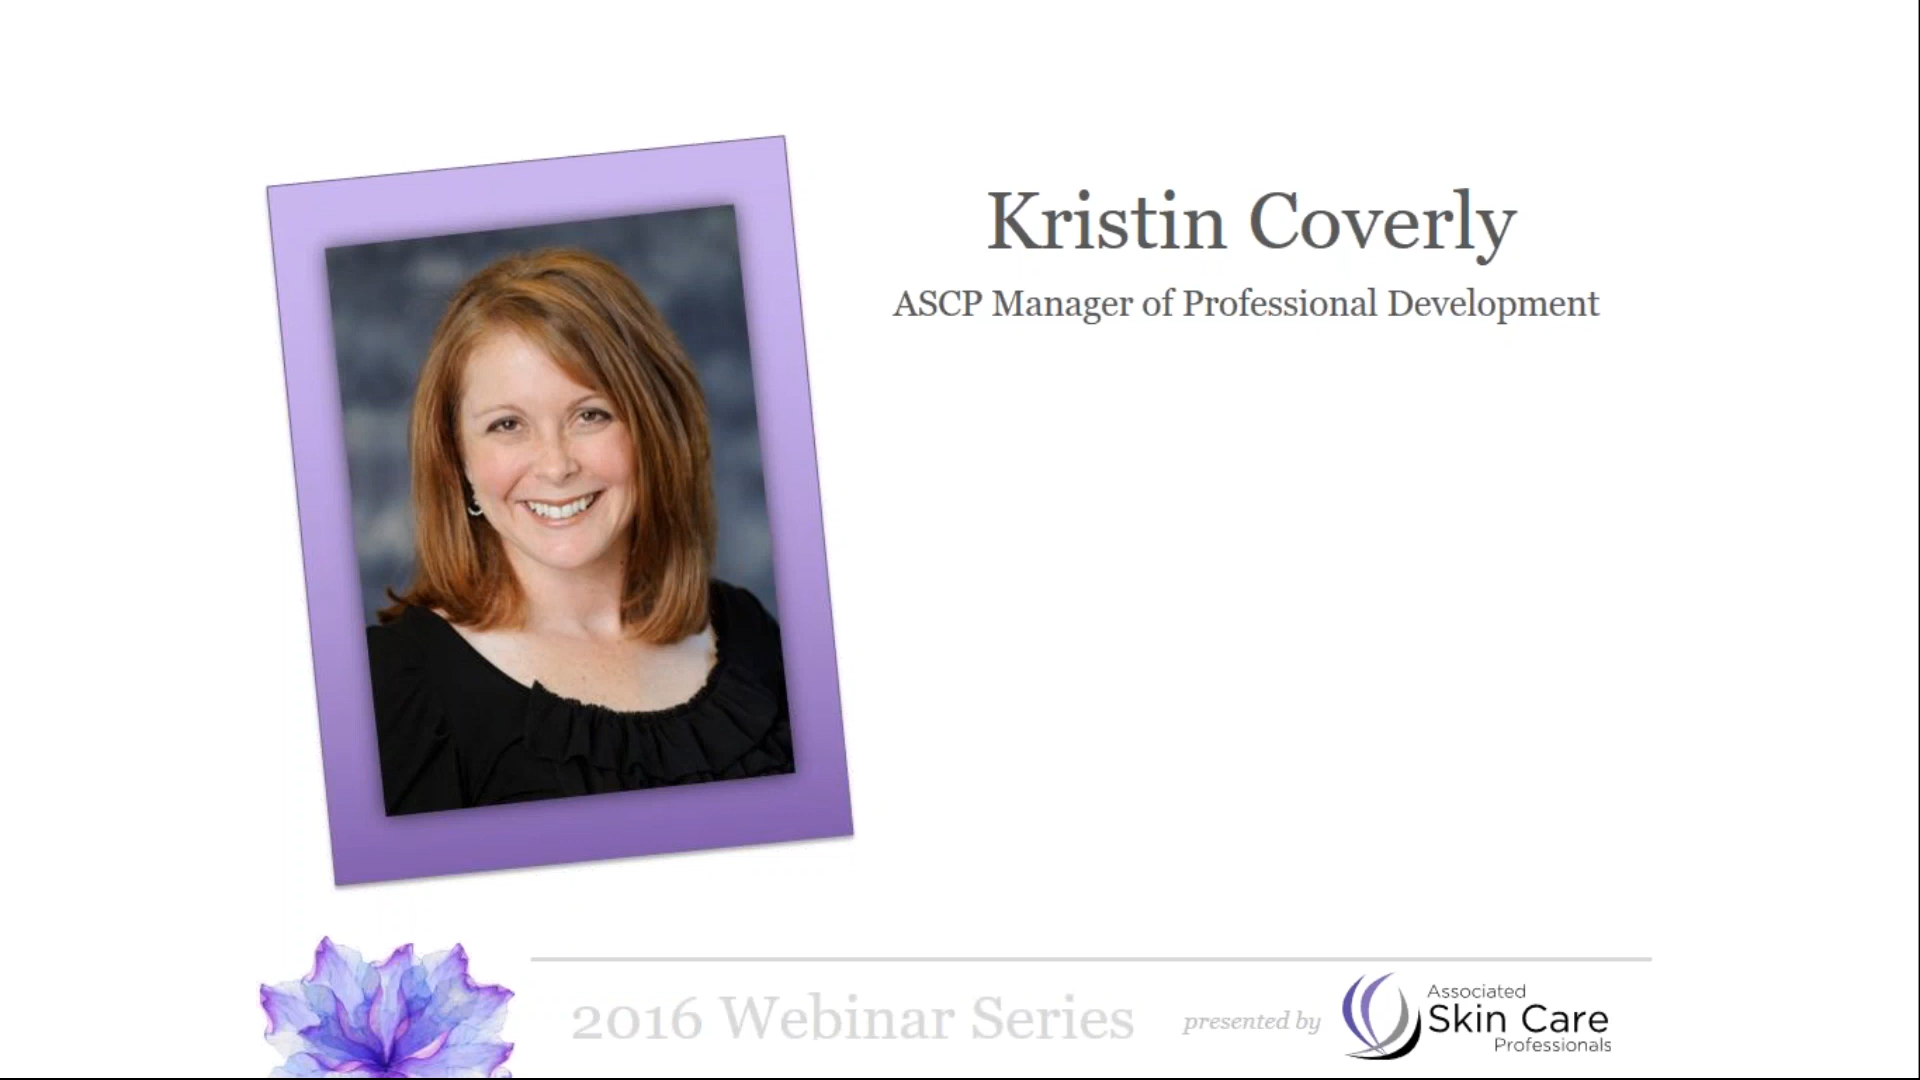 Kristin Coverly
ASCP Manager of Professional Development
2016 Webinar Series
presented by
Associated
Skin Care
Professionals